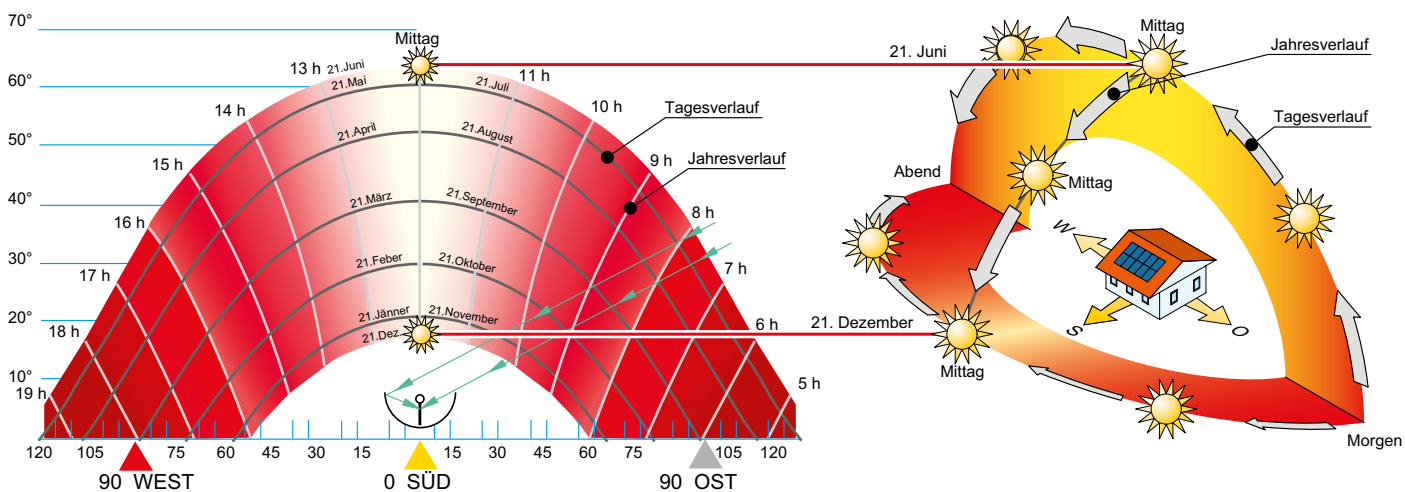 70°
60°
50°
40°
30°
20°
10°
Mittag
13 h
21.Juni
11 h
21.Mai
21.Juli
14 h
10 h
21.April
21.August
15 h
9 h
21.März
21.September
16 h
8 h
21.Feber
21.Oktober
17 h
7 h
21.Jänner
21.November
18 h
6 h
21.Dez.
19 h
5 h
Tagesverlauf
Jahresverlauf
120
105
75
60
45
30
15
15
30
45
60
75
105
120
90 WEST
0 SÜD
90 OST
21. Juni
21. Dezember
Mittag
Jahresverlauf
Tagesverlauf
Abend
Mittag
W
S
O
Mittag
Morgen